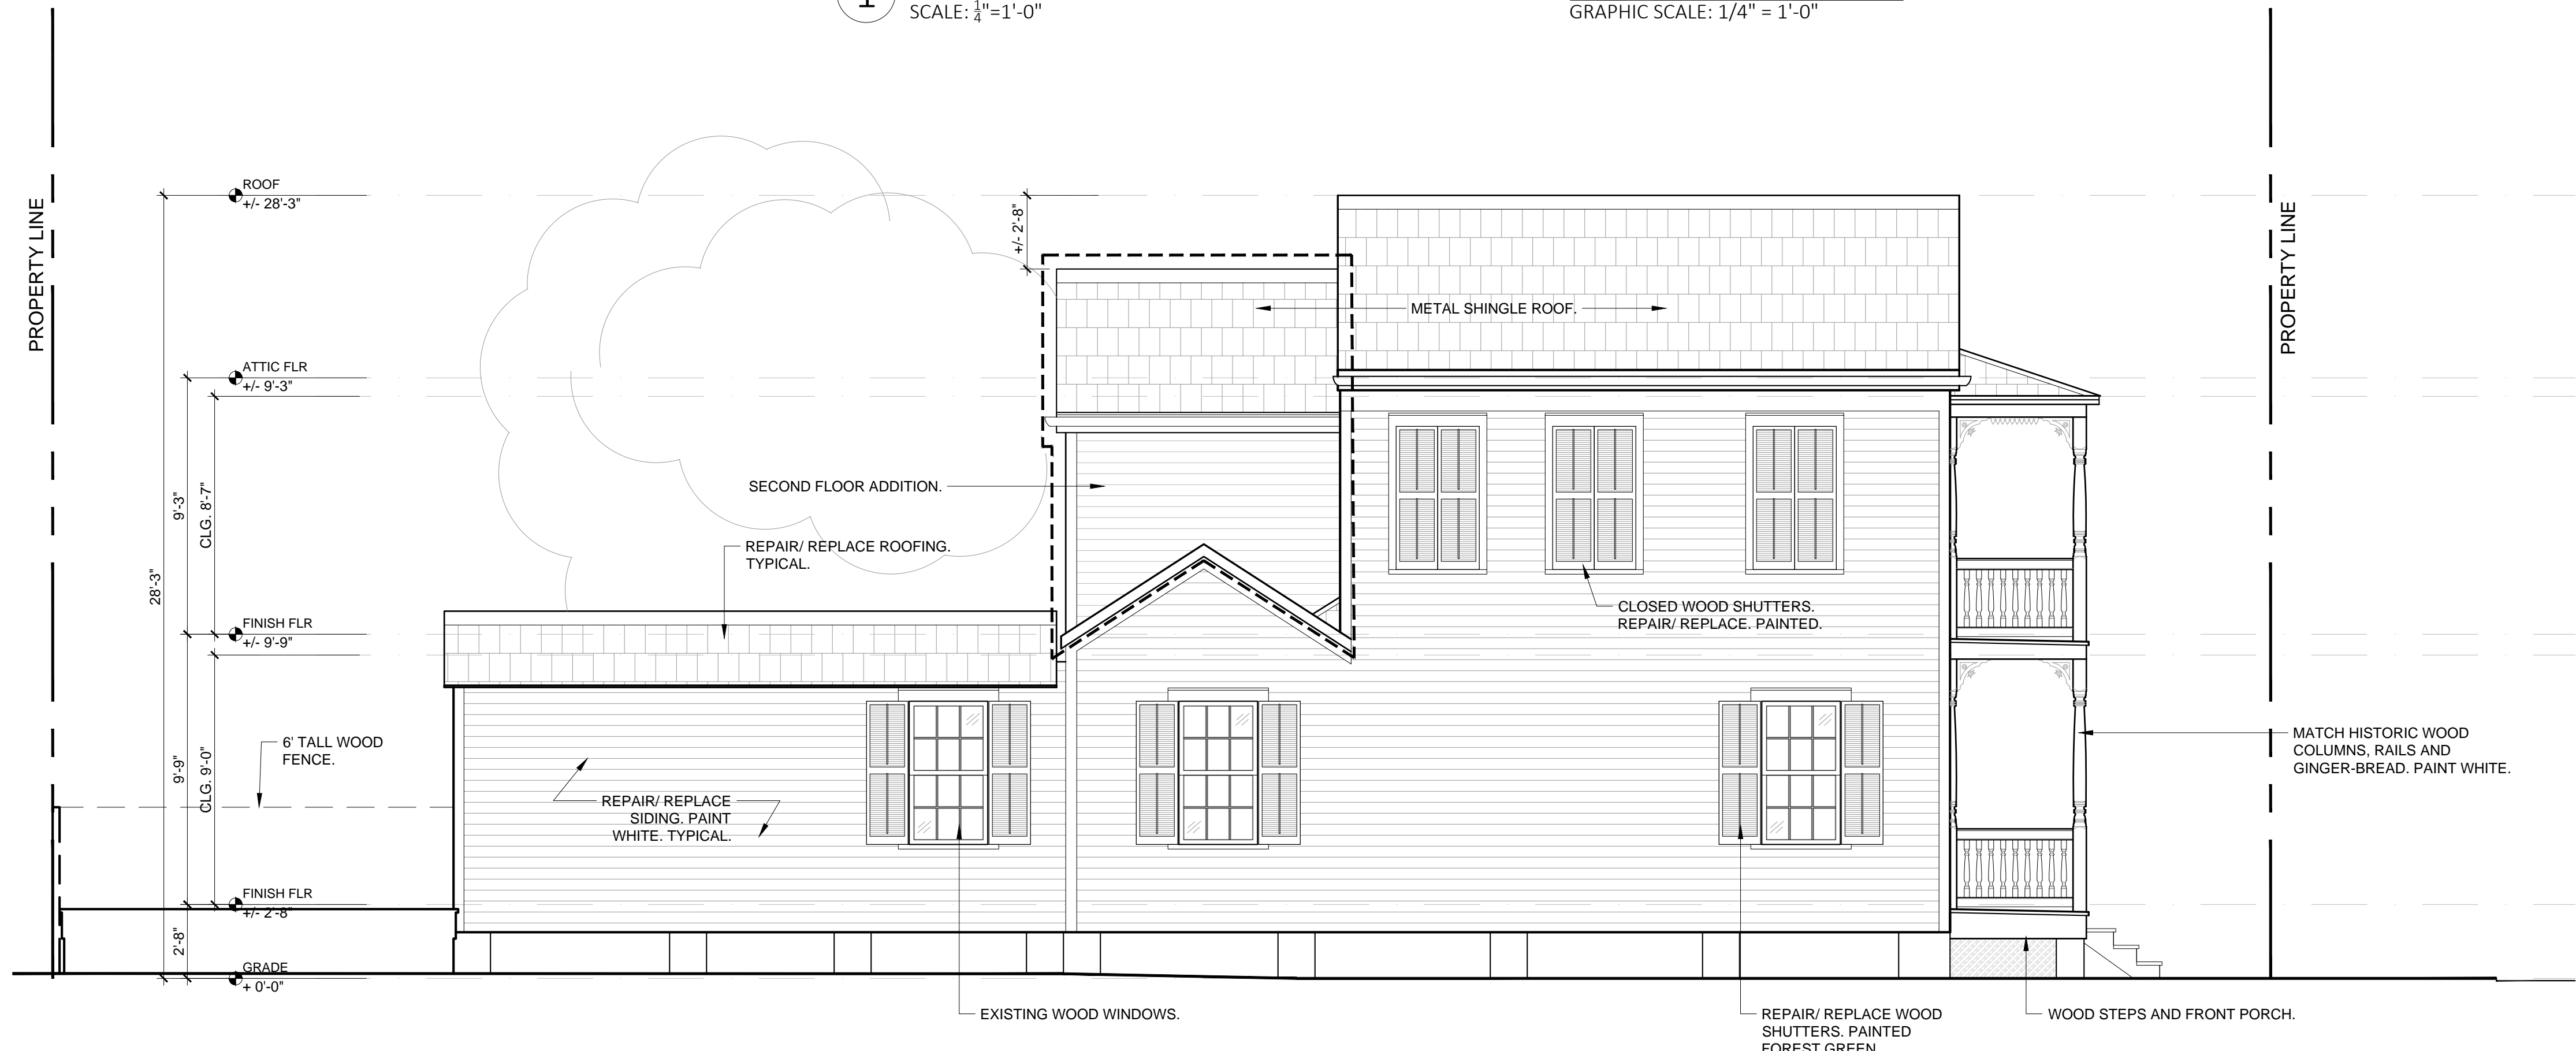 1
SCALE: 1/4"=1'-0"
GRAPHIC SCALE: 1/4" = 1'-0"
PROPERTY LINE
PROPERTY LINE
ROOF
+/- 28'-3"
+/- 2'-8"
METAL SHINGLE ROOF.
ATTIC FLR
+/- 9'-3"
28'-3"
9'-3"
CLG. 8'-7"
SECOND FLOOR ADDITION.
REPAIR/ REPLACE ROOFING.
TYPICAL.
CLOSED WOOD SHUTTERS.
REPAIR/ REPLACE. PAINTED.
FINISH FLR
+/- 9'-9"
6' TALL WOOD
FENCE.
9'-9"
CLG. 9'-0"
MATCH HISTORIC WOOD
COLUMNS, RAILS AND
GINGER-BREAD. PAINT WHITE.
REPAIR/ REPLACE
SIDING. PAINT
WHITE. TYPICAL.
FINISH FLR
+/- 2'-8"
2'-8"
GRADE
+ 0'-0"
EXISTING WOOD WINDOWS.
REPAIR/ REPLACE WOOD
SHUTTERS. PAINTED
FOREST GREEN
WOOD STEPS AND FRONT PORCH.